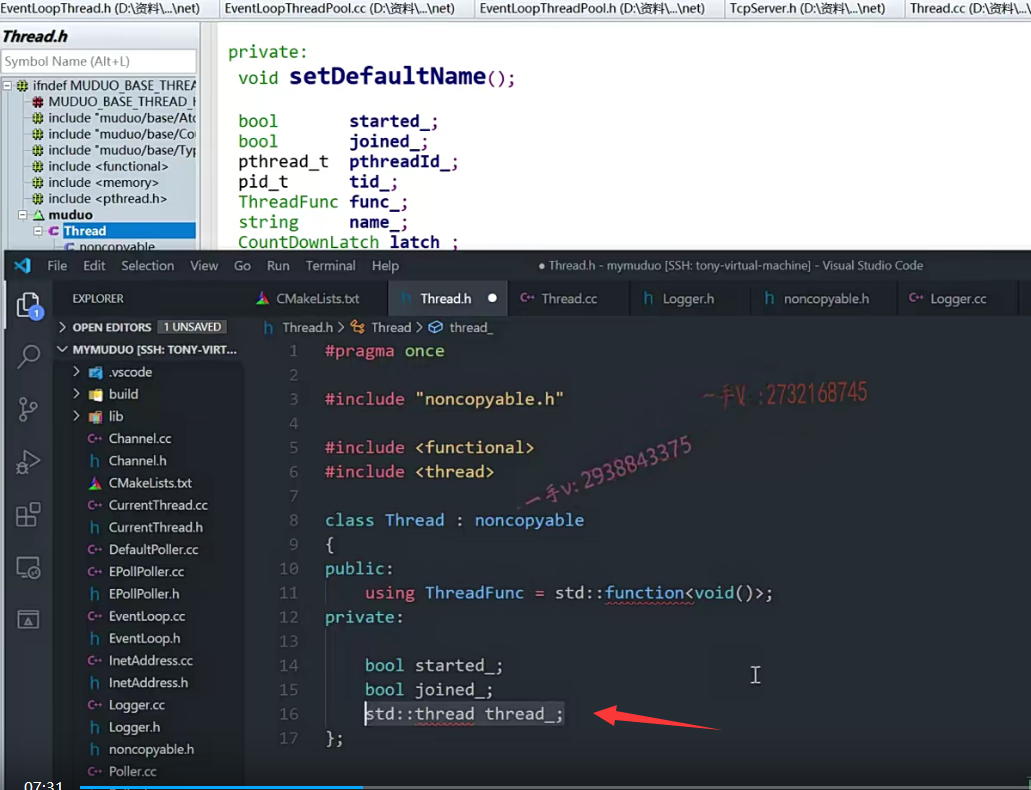 EventLoopThread.h (D:\资料\...\net) EventLoopThreadPool.cc (D:\资料\...\net) EventLoopThreadPool.h (D:\资料\...\net) TcpServer.h (D:\资料\...\net) Thread.cc (D:\资料\...\
Thread.h
Symbol Name (Alt+L)
ifndef MUDUO_BASE_THREA
MUDUO_BASE_THREAD_
include "muduo/base/Ato
include "muduo/base/Co
include "muduo/base/Typ
include <functional>
include <memory>
include <pthread.h>
muduo
Thread
noncopyable
private:
void setDefaultName();
bool started_;
bool joined_;
pthread_t pthreadId_;
pid_t tid_;
ThreadFunc func_;
string name_;
CountDownLatch latch_;
File Edit Selection View Go Run Terminal Help
● Thread.h - mymuduo [SSH: tony-virtual-machine] - Visual Studio Code
EXPLORER
1
OPEN EDITORS 1 UNSAVED
MYMUDUO [SSH: TONY-VIRT...
.vscode
build
lib
Channel.cc
Channel.h
CMakeLists.txt
CurrentThread.cc
CurrentThread.h
DefaultPoller.cc
EPollPoller.cc
EPollPoller.h
EventLoop.cc
EventLoop.h
InetAddress.cc
InetAddress.h
Logger.cc
Logger.h
noncopyable.h
Poller.cc
CMakeLists.txt Thread.h ● Thread.cc Logger.h noncopyable.h Logger.cc
Thread.h > Thread > thread_
1 #pragma once
2
3 #include "noncopyable.h"
4
5 #include <functional>
6 #include <thread>
7
8 class Thread : noncopyable
9 {
10 public:
11 using ThreadFunc = std::function<void()>;
12 private:
13
14 bool started_;
15 bool joined_;
16 std::thread thread_;
17 };
一手V:2732168745
一手v:2938843375
07:31